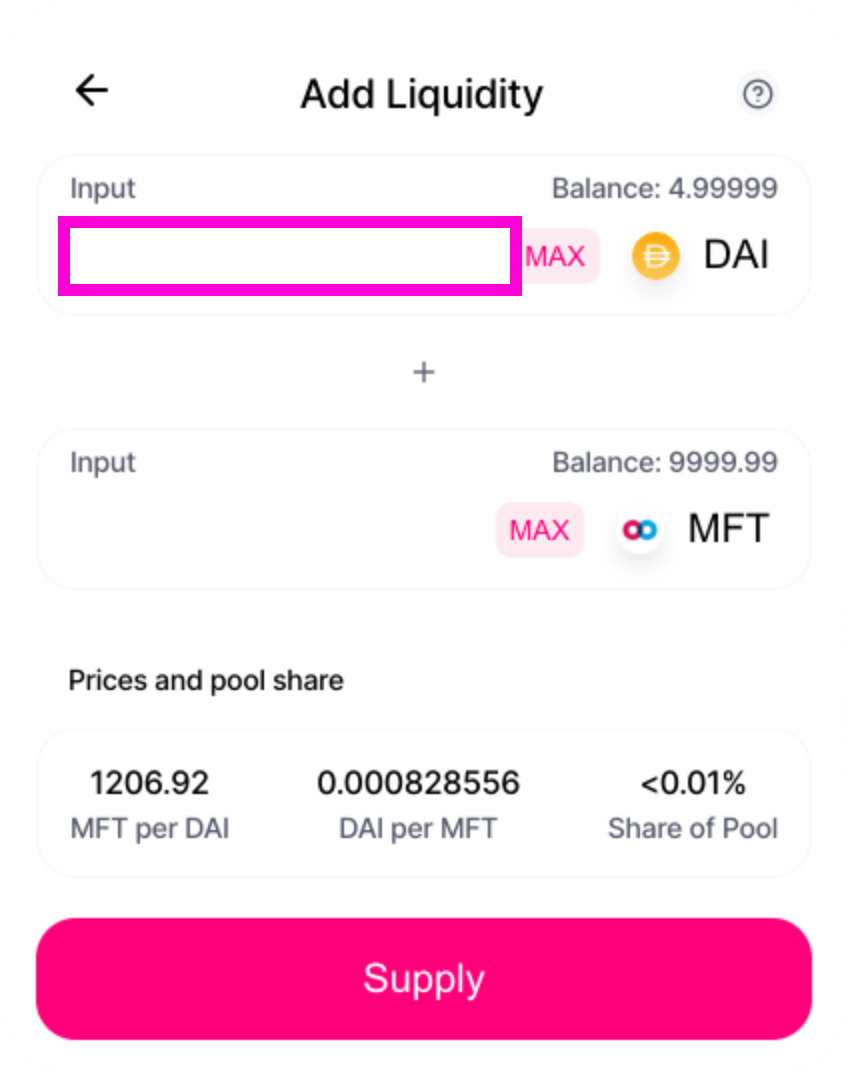 Add Liquidity
Input Balance: 4.99999
MAX DAI
+
Input Balance: 9999.99
MAX MFT
Prices and pool share
1206.92 0.000828556 <0.01%
MFT per DAI DAI per MFT Share of Pool
Supply